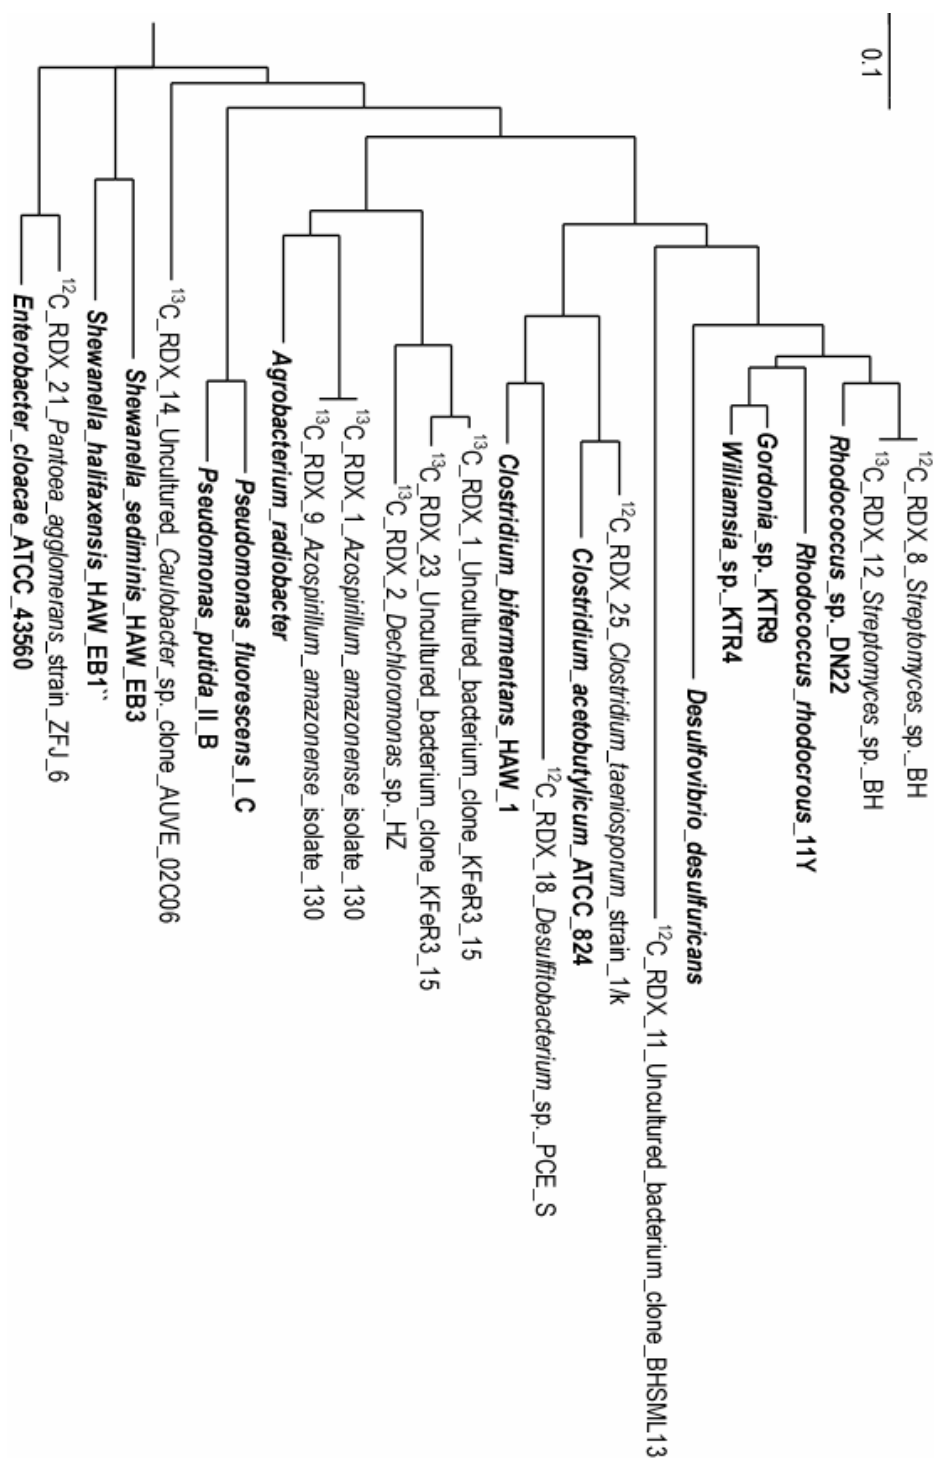 0.1
¹²C_RDX_8_Streptomyces_sp._BH
¹³C_RDX_12_Streptomyces_sp._BH
Rhodococcus_sp._DN22
Rhodococcus_rhodocrous_11Y
Gordonia_sp._KTR9
Williamsia_sp._KTR4
Desulfovibrio_desulfuricans
¹²C_RDX_11_Uncultured_bacterium_clone_BHSML13
¹²C_RDX_25_Clostridium_taeniosporum_strain_1/k
Clostridium_acetobutylicum_ATCC_824
¹²C_RDX_18_Desulfitobacterium_sp._PCE_S
Clostridium_bifermentans_HAW_1
¹³C_RDX_1_Uncultured_bacterium_clone_KFeR3_15
¹³C_RDX_23_Uncultured_bacterium_clone_KFeR3_15
¹³C_RDX_2_Dechloromonas_sp._HZ
¹³C_RDX_1_Azospirillum_amazonense_isolate_130
¹³C_RDX_9_Azospirillum_amazonense_isolate_130
Agrobacterium_radiobacter
Pseudomonas_fluorescens_I_C
Pseudomonas_putida_II_B
¹³C_RDX_14_Uncultured_Caulobacter_sp._clone_AUVE_02C06
Shewanella_sediminis_HAW_EB3
Shewanella_halifaxensis_HAW_EB1``
¹²C_RDX_21_Pantoea_agglomerans_strain_ZFJ_6
Enterobacter_cloacae_ATCC_43560